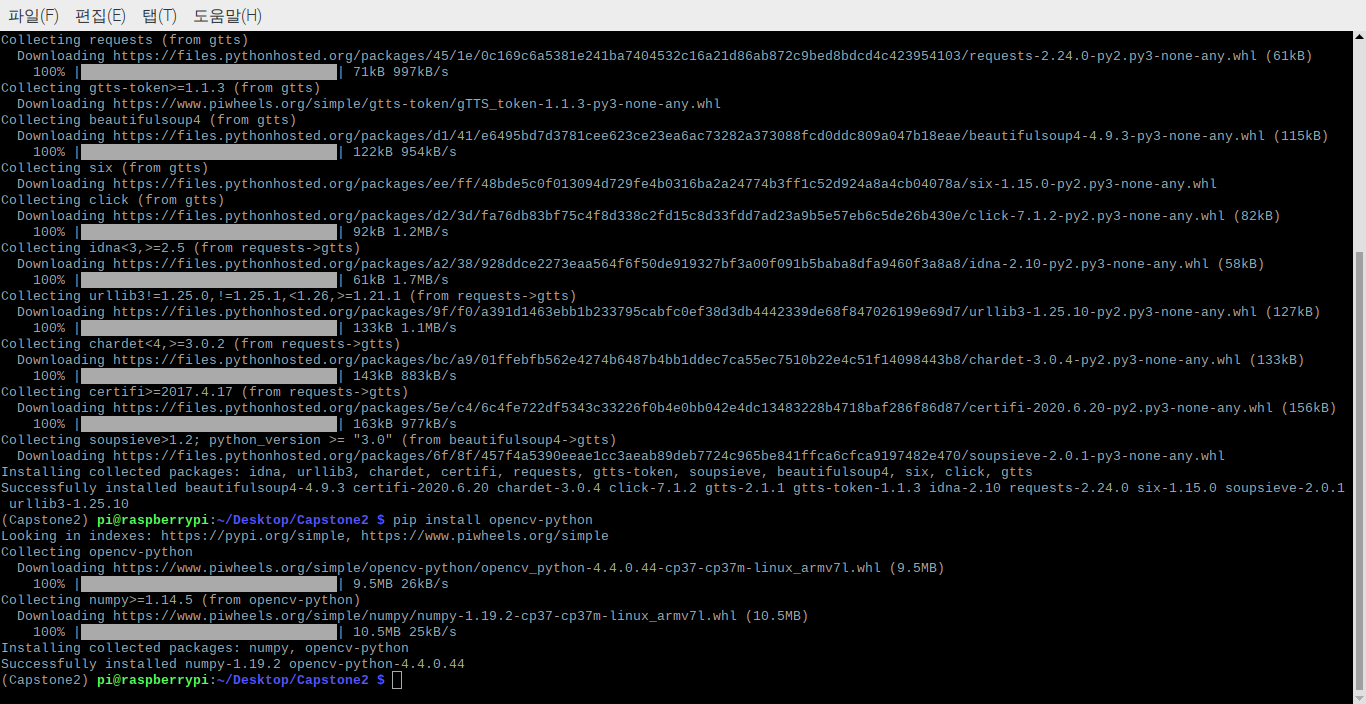 파일(F) 편집(E) 탭(T) 도움말(H)
Collecting requests (from gtts)
Downloading https://files.pythonhosted.org/packages/45/1e/0c169c6a5381e241ba7404532c16a21d86ab872c9bed8bdcd4c423954103/requests-2.24.0-py2.py3-none-any.whl (61kB)
100% | | 71kB 997kB/s
Collecting gtts-token>=1.1.3 (from gtts)
Downloading https://www.piwheels.org/simple/gtts-token/gTTS_token-1.1.3-py3-none-any.whl
Collecting beautifulsoup4 (from gtts)
Downloading https://files.pythonhosted.org/packages/d1/41/e6495bd7d3781cee623ce23ea6ac73282a373088fcd0ddc809a047b18eae/beautifulsoup4-4.9.3-py3-none-any.whl (115kB)
100% | | 122kB 954kB/s
Collecting six (from gtts)
Downloading https://files.pythonhosted.org/packages/ee/ff/48bde5c0f013094d729fe4b0316ba2a24774b3ff1c52d924a8a4cb04078a/six-1.15.0-py2.py3-none-any.whl
Collecting click (from gtts)
Downloading https://files.pythonhosted.org/packages/d2/3d/fa76db83bf75c4f8d338c2fd15c8d33fdd7ad23a9b5e57eb6c5de26b430e/click-7.1.2-py2.py3-none-any.whl (82kB)
100% | | 92kB 1.2MB/s
Collecting idna<3,>=2.5 (from requests->gtts)
Downloading https://files.pythonhosted.org/packages/a2/38/928ddce2273eaa564f6f50de919327bf3a00f091b5baba8dfa9460f3a8a8/idna-2.10-py2.py3-none-any.whl (58kB)
100% | | 61kB 1.7MB/s
Collecting urllib3!=1.25.0,!=1.25.1,<1.26,>=1.21.1 (from requests->gtts)
Downloading https://files.pythonhosted.org/packages/9f/f0/a391d1463ebb1b233795cabfc0ef38d3db4442339de68f847026199e69d7/urllib3-1.25.10-py2.py3-none-any.whl (127kB)
100% | | 133kB 1.1MB/s
Collecting chardet<4,>=3.0.2 (from requests->gtts)
Downloading https://files.pythonhosted.org/packages/bc/a9/01ffebfb562e4274b6487b4bb1ddec7ca55ec7510b22e4c51f14098443b8/chardet-3.0.4-py2.py3-none-any.whl (133kB)
100% | | 143kB 883kB/s
Collecting certifi>=2017.4.17 (from requests->gtts)
Downloading https://files.pythonhosted.org/packages/5e/c4/6c4fe722df5343c33226f0b4e0bb042e4dc13483228b4718baf286f86d87/certifi-2020.6.20-py2.py3-none-any.whl (156kB)
100% | | 163kB 977kB/s
Collecting soupsieve>1.2; python_version >= "3.0" (from beautifulsoup4->gtts)
Downloading https://files.pythonhosted.org/packages/6f/8f/457f4a5390eeae1cc3aeab89deb7724c965be841ffca6cfca9197482e470/soupsieve-2.0.1-py3-none-any.whl
Installing collected packages: idna, urllib3, chardet, certifi, requests, gtts-token, soupsieve, beautifulsoup4, six, click, gtts
Successfully installed beautifulsoup4-4.9.3 certifi-2020.6.20 chardet-3.0.4 click-7.1.2 gtts-2.1.1 gtts-token-1.1.3 idna-2.10 requests-2.24.0 six-1.15.0 soupsieve-2.0.1
urllib3-1.25.10
(Capstone2) pi@raspberrypi:~/Desktop/Capstone2 $ pip install opencv-python
Looking in indexes: https://pypi.org/simple, https://www.piwheels.org/simple
Collecting opencv-python
Downloading https://www.piwheels.org/simple/opencv-python/opencv_python-4.4.0.44-cp37-cp37m-linux_armv7l.whl (9.5MB)
100% | | 9.5MB 26kB/s
Collecting numpy>=1.14.5 (from opencv-python)
Downloading https://www.piwheels.org/simple/numpy/numpy-1.19.2-cp37-cp37m-linux_armv7l.whl (10.5MB)
100% | | 10.5MB 25kB/s
Installing collected packages: numpy, opencv-python
Successfully installed numpy-1.19.2 opencv-python-4.4.0.44
(Capstone2) pi@raspberrypi:~/Desktop/Capstone2 $